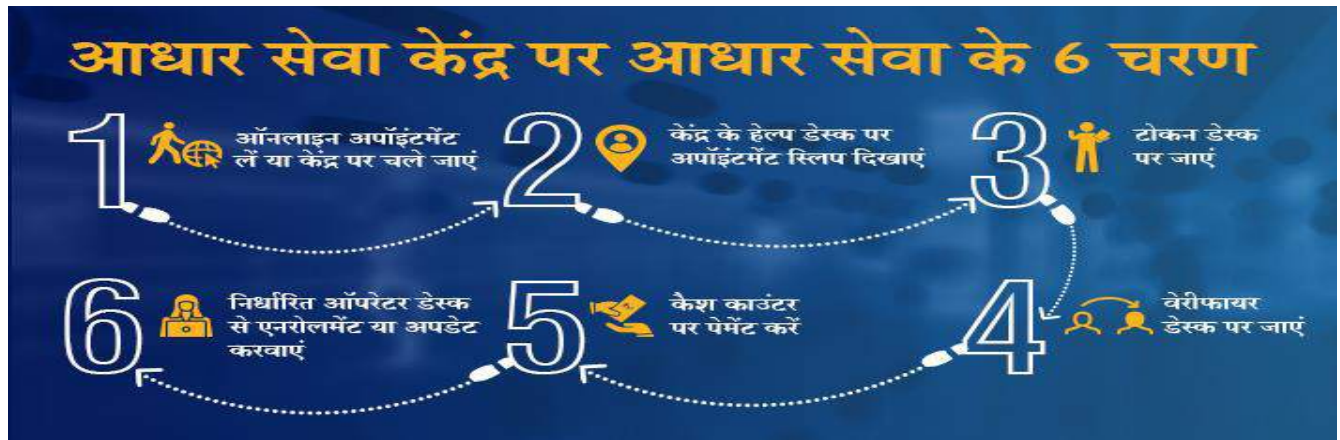 आधार सेवा केंद्र पर आधार सेवा के 6 चरण
1
ऑनलाइन अपॉइंटमेंट
लें या केंद्र पर चले जाएं
2
केंद्र के हेल्प डेस्क पर
अपॉइंटमेंट स्लिप दिखाएं
3
टोकन डेस्क
पर जाएं
4
वेरीफायर
डेस्क पर जाएं
5
कैश काउंटर
पर पेमेंट करें
6
निर्धारित ऑपरेटर डेस्क
से एनरोलमेंट या अपडेट
करवाएं